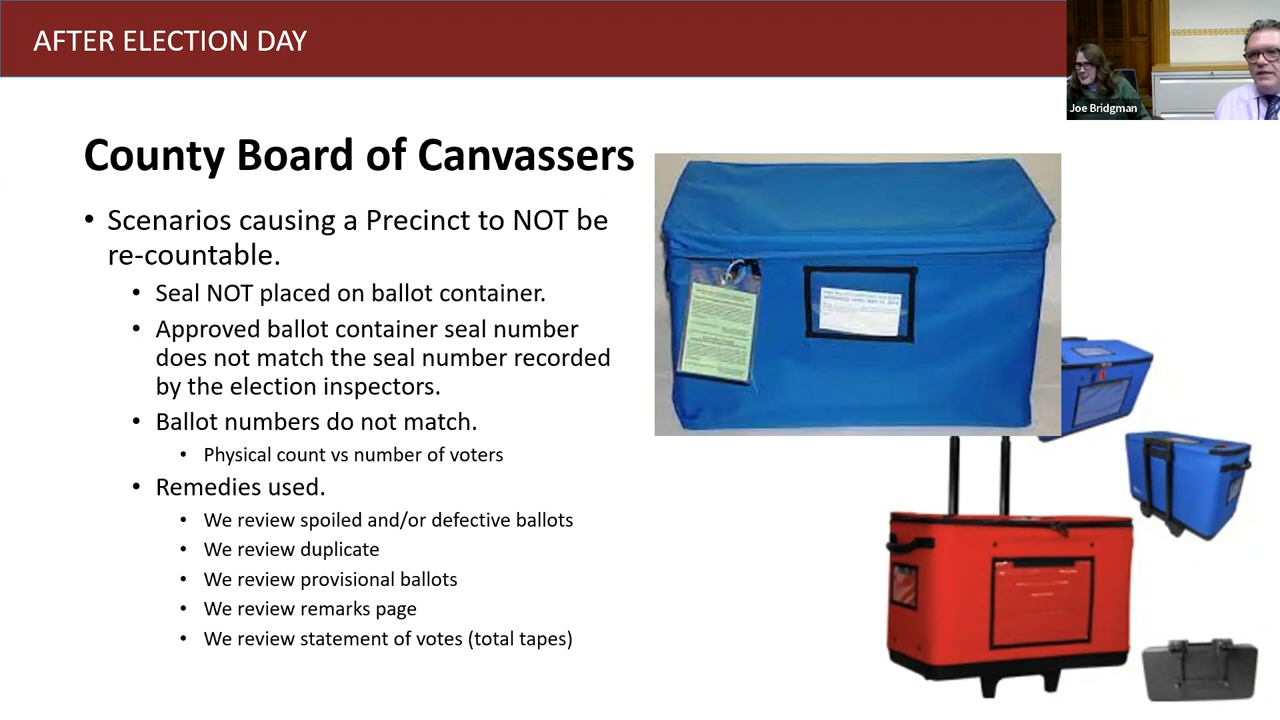 AFTER ELECTION DAY
Joe Bridgman
County Board of Canvassers
• Scenarios causing a Precinct to NOT be
re-countable.
• Seal NOT placed on ballot container.
• Approved ballot container seal number
does not match the seal number recorded
by the election inspectors.
• Ballot numbers do not match.
• Physical count vs number of voters
• Remedies used.
• We review spoiled and/or defective ballots
• We review duplicate
• We review provisional ballots
• We review remarks page
• We review statement of votes (total tapes)